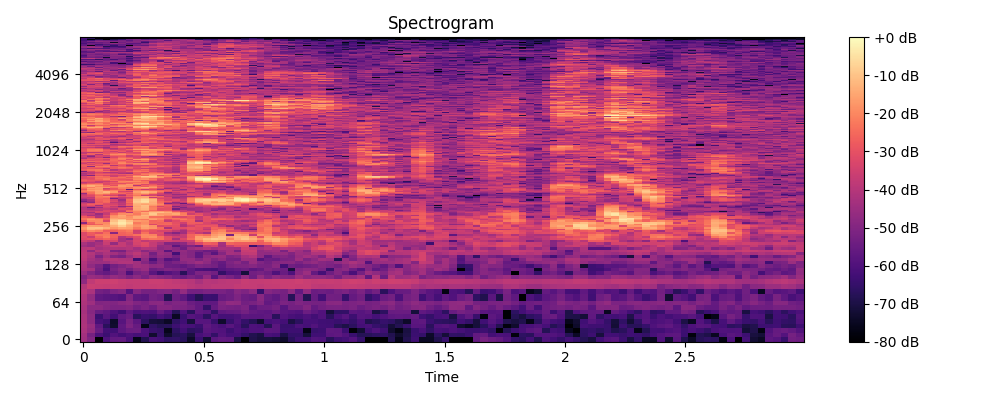 Spectrogram
+0 dB
4096
-10 dB
2048
-20 dB
1024
-30 dB
512
-40 dB
Hz
256
-50 dB
128
-60 dB
64
-70 dB
0
-80 dB
0
0.5
1
1.5
2
2.5
Time